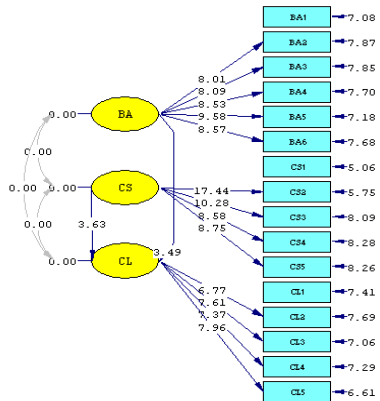 BA1 7.08
BA2 7.87
8.01 BA3 7.85
8.09
8.53 BA4 7.70
0.00 BA 9.58 BA5 7.18
8.57 BA6 7.68
0.00 CS1 5.06
0.00 0.00 CS 17.44 CS2 5.75
10.28 CS3 8.09
0.00 3.63 8.58 CS4 8.28
8.75
3.49 CS5 8.26
0.00 CL CL1 7.41
6.77 CL2 7.69
7.61
7.37 CL3 7.06
7.96 CL4 7.29
CL5 6.61